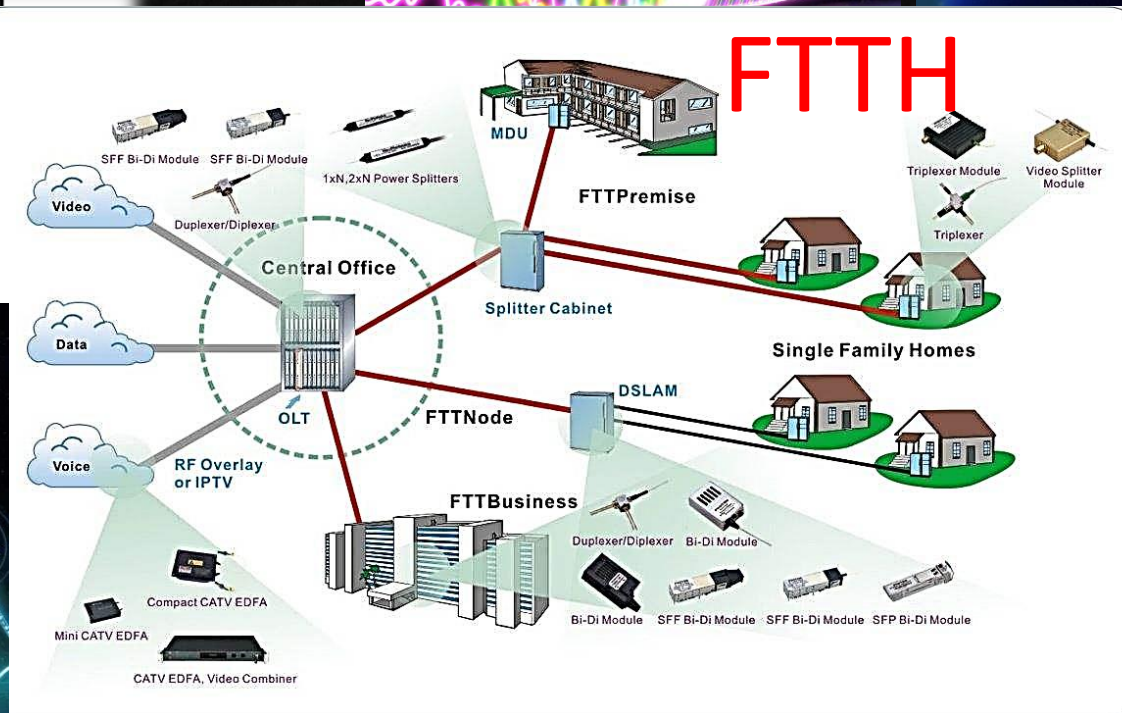 FTTH
MDU
SFF Bi-Di Module
SFF Bi-Di Module
1xN,2xN Power Splitters
Triplexer Module
Video Splitter
Module
Video
Duplexer/Diplexer
FTTPremise
Triplexer
Central Office
Splitter Cabinet
Data
Single Family Homes
OLT
FTTNode
DSLAM
Voice
RF Overlay
or IPTV
FTTBusiness
Duplexer/Diplexer
Bi-Di Module
Compact CATV EDFA
Bi-Di Module
SFF Bi-Di Module
SFF Bi-Di Module
SFP Bi-Di Module
Mini CATV EDFA
CATV EDFA, Video Combiner